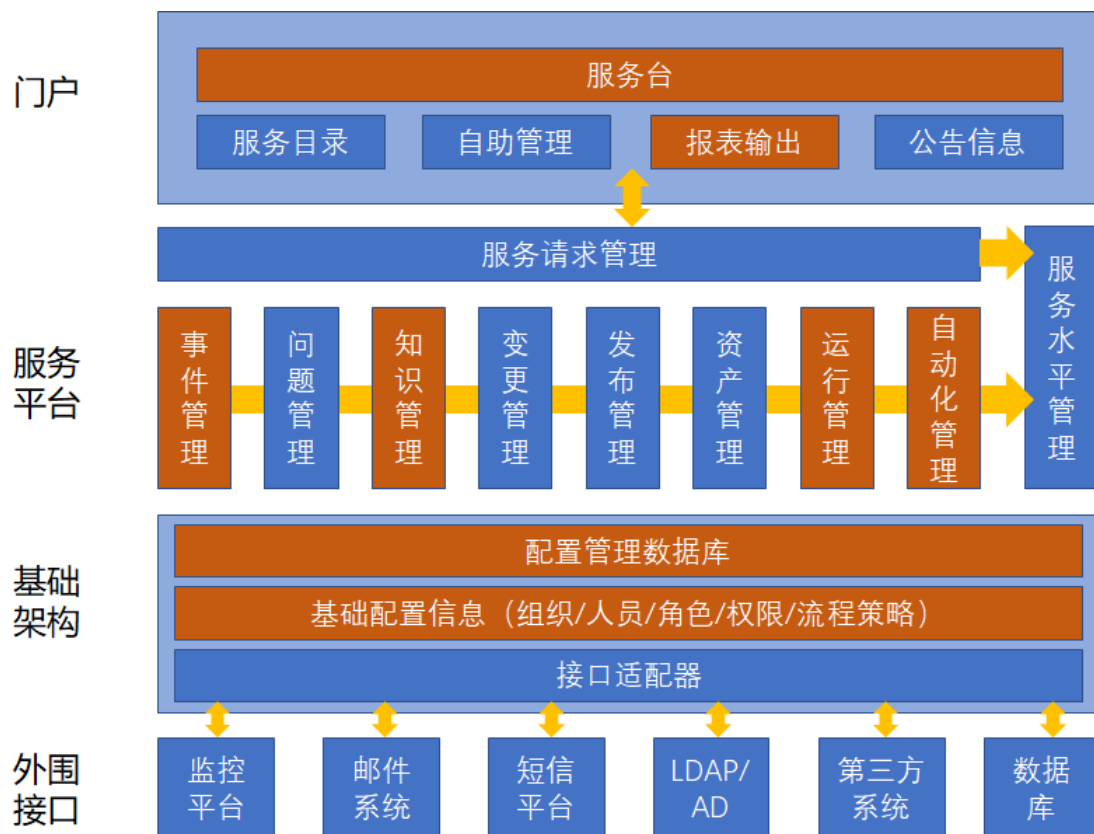 门户
服务台
服务目录
自助管理
报表输出
公告信息
服务请求管理
服务水平管理
服务
平台
事件管理
问题管理
知识管理
变更管理
发布管理
资产管理
运行管理
自动化管理
基础
架构
配置管理数据库
基础配置信息（组织/人员/角色/权限/流程策略）
接口适配器
外围
接口
监控
平台
邮件
系统
短信
平台
LDAP/
AD
第三方
系统
数据
库